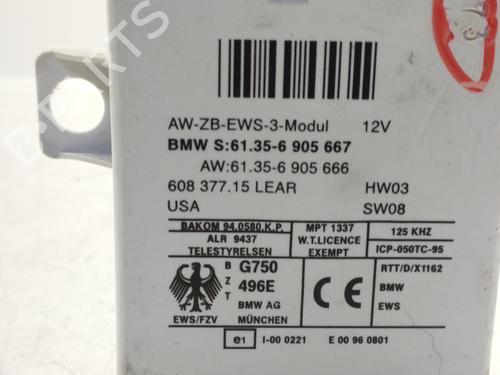 AW-ZB-EWS-3-Modul 12V
BMW S:61.35-6 905 667
AW:61.35-6 905 666
608 377.15 LEAR HW03
USA SW08
BAKOM 94.0580.K.P.
ALR 9437
TELESTYRELSEN
MPT 1337
W.T.LICENCE
EXEMPT
125 KHZ
ICP-050TC-95
BZT
G750
496E
BMW AG
MÜNCHEN
EWS/FZV
CE
RTT/D/X1162
BMW
EWS
e1 I-00 0221 E 00 96 0801
B-PARTS